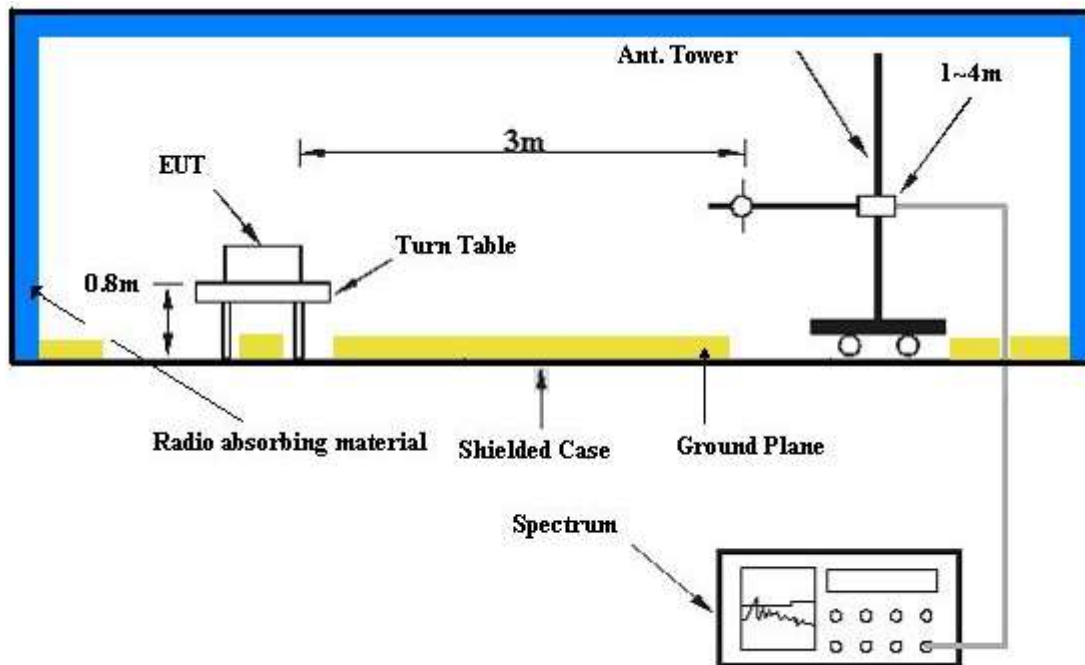 Ant. Tower
1~4m
3m
EUT
Turn Table
0.8m
Radio absorbing material
Shielded Case
Ground Plane
Spectrum